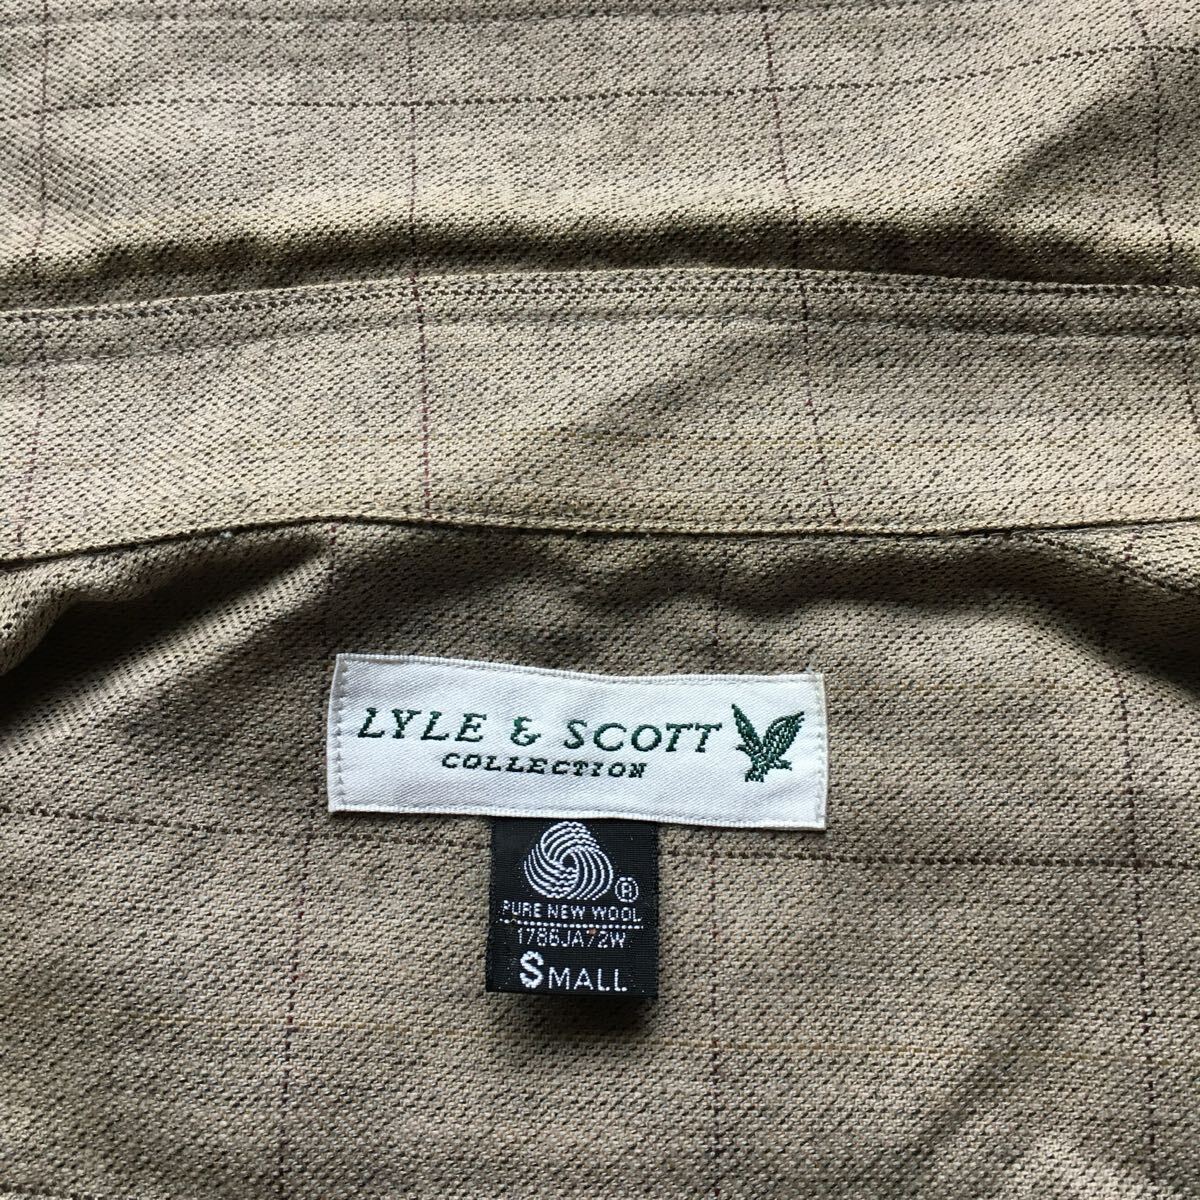 LYLE & SCOTT
COLLECTION
®
PURE NEW WOOL
1786JA72W
SMALL